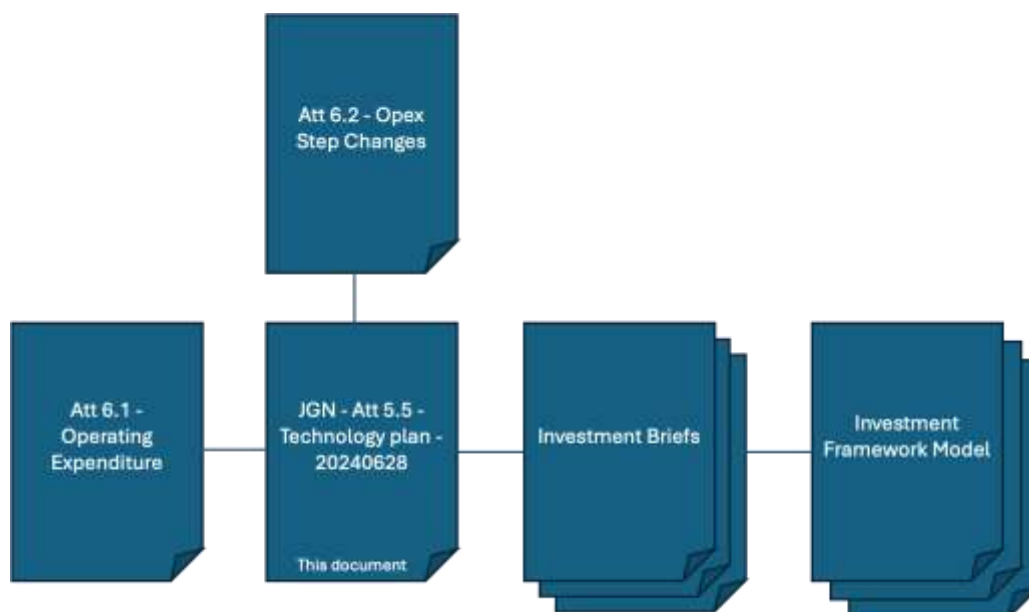 Att 6.2 - Opex
Step Changes
Att 6.1 -
Operating
Expenditure
JGN - Att 5.5 -
Technology plan -
20240628
This document
Investment Briefs
Investment
Framework Model